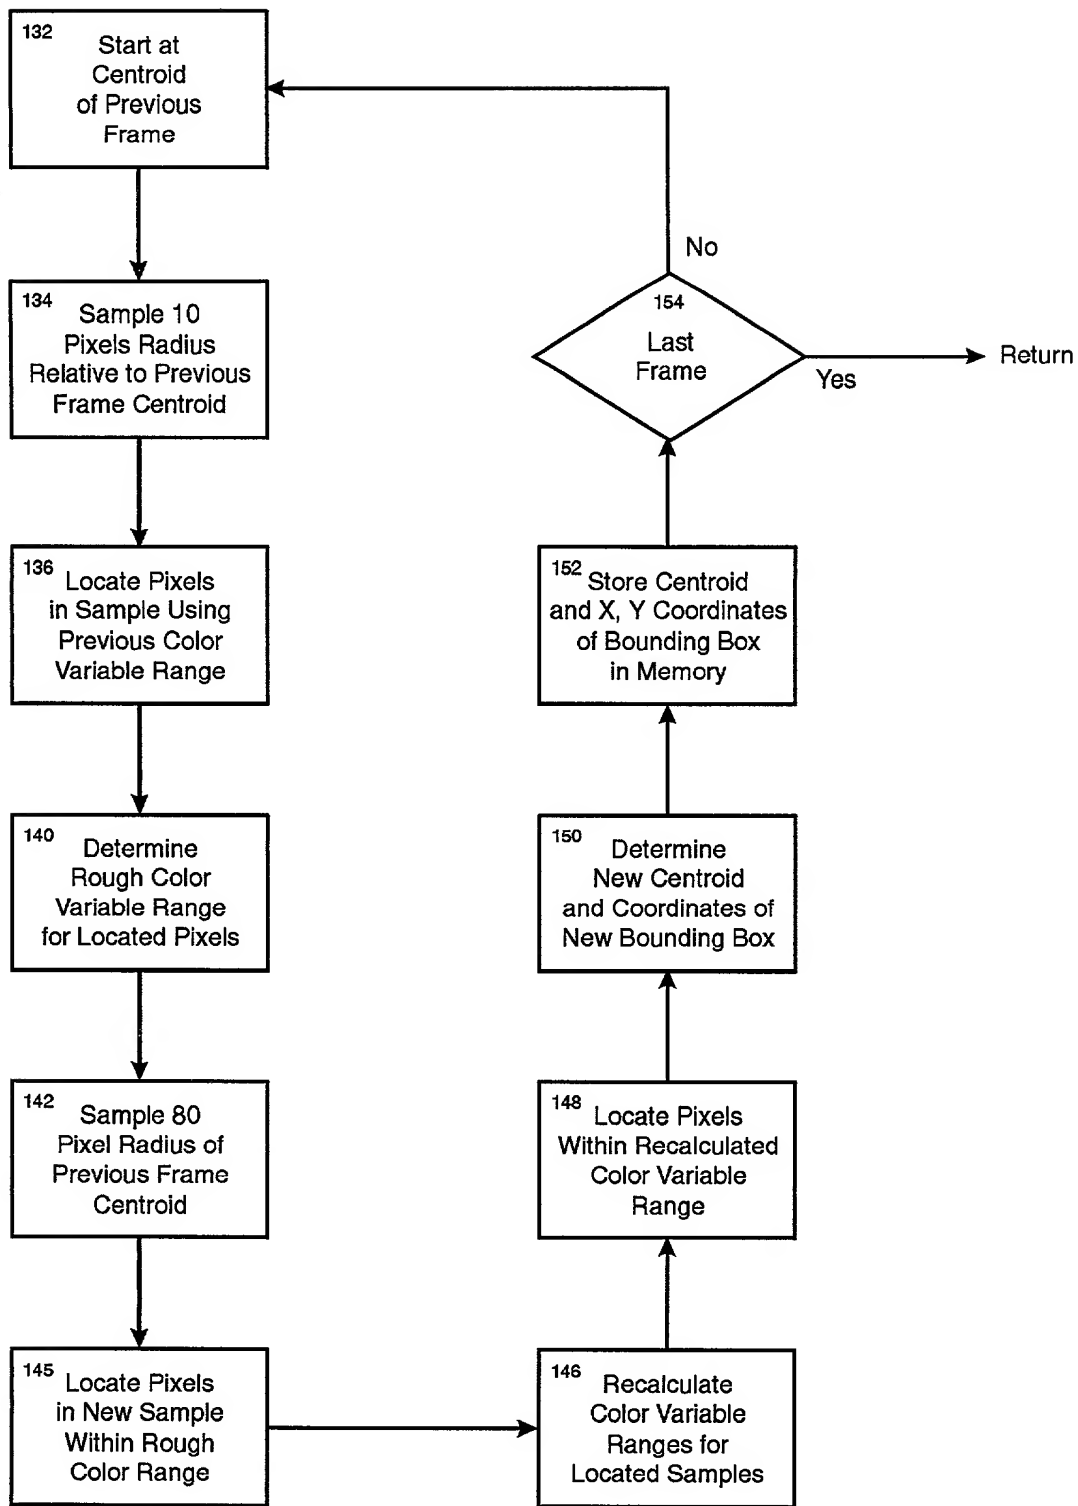 132
Start at
Centroid
of Previous
Frame
134
Sample 10
Pixels Radius
Relative to Previous
Frame Centroid
136
Locate Pixels
in Sample Using
Previous Color
Variable Range
140
Determine
Rough Color
Variable Range
for Located Pixels
142
Sample 80
Pixel Radius of
Previous Frame
Centroid
145
Locate Pixels
in New Sample
Within Rough
Color Range
146
Recalculate
Color Variable
Ranges for
Located Samples
148
Locate Pixels
Within Recalculated
Color Variable
Range
150
Determine
New Centroid
and Coordinates of
New Bounding Box
152
Store Centroid
and X, Y Coordinates
of Bounding Box
in Memory
154
Last
Frame
No
Yes
Return